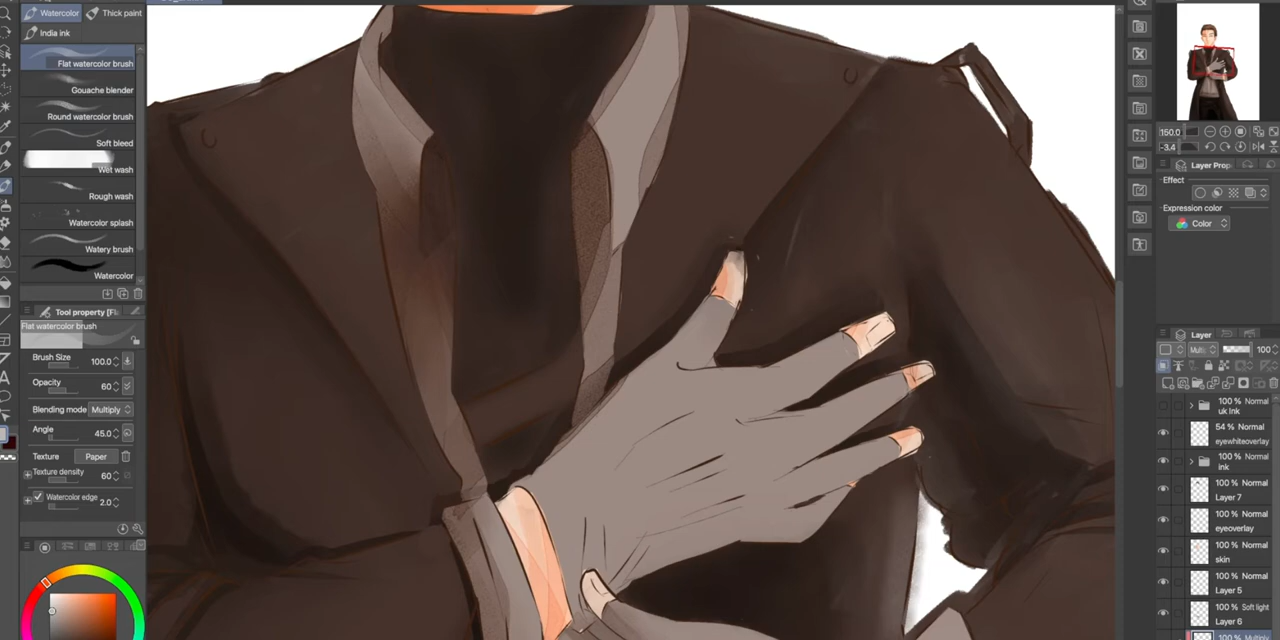 Watercolor
Thick paint
India ink
Flat watercolor brush
Gouache blender
Round watercolor brush
Soft bleed
Wet wash
Rough wash
Watercolor splash
Watery brush
Watercolor
Tool property [Fl
Flat watercolor brush
Brush Size 100.0
Opacity 60
Blending mode Multiply
Angle 45.0
Texture Paper
Texture density 60
Watercolor edge 2.0
150.0
-3.4
Layer Prop
Effect
Expression color
Color
Layer
Multi 100
100 % Normal
uk Ink
54 % Normal
eyewhiteoverlay
100 % Normal
ink
100 % Normal
Layer 7
100 % Normal
eyeoverlay
100 % Normal
skin
100 % Normal
Layer 5
100 % Soft light
Layer 6
100 % Multiply